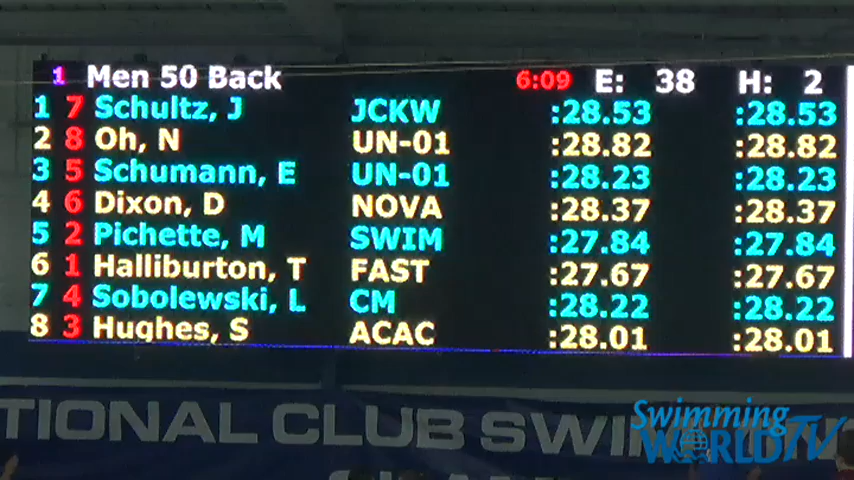 1 Men 50 Back 6:09 E: 38 H: 2
1 7 Schultz, J JCKW :28.53 :28.53
2 8 Oh, N UN-01 :28.82 :28.82
3 5 Schumann, E UN-01 :28.23 :28.23
4 6 Dixon, D NOVA :28.37 :28.37
5 2 Pichette, M SWIM :27.84 :27.84
6 1 Halliburton, T FAST :27.67 :27.67
7 4 Sobolewski, L CM :28.22 :28.22
8 3 Hughes, S ACAC :28.01 :28.01
TIONAL CLUB SWIM
Swimming
WORLD TV